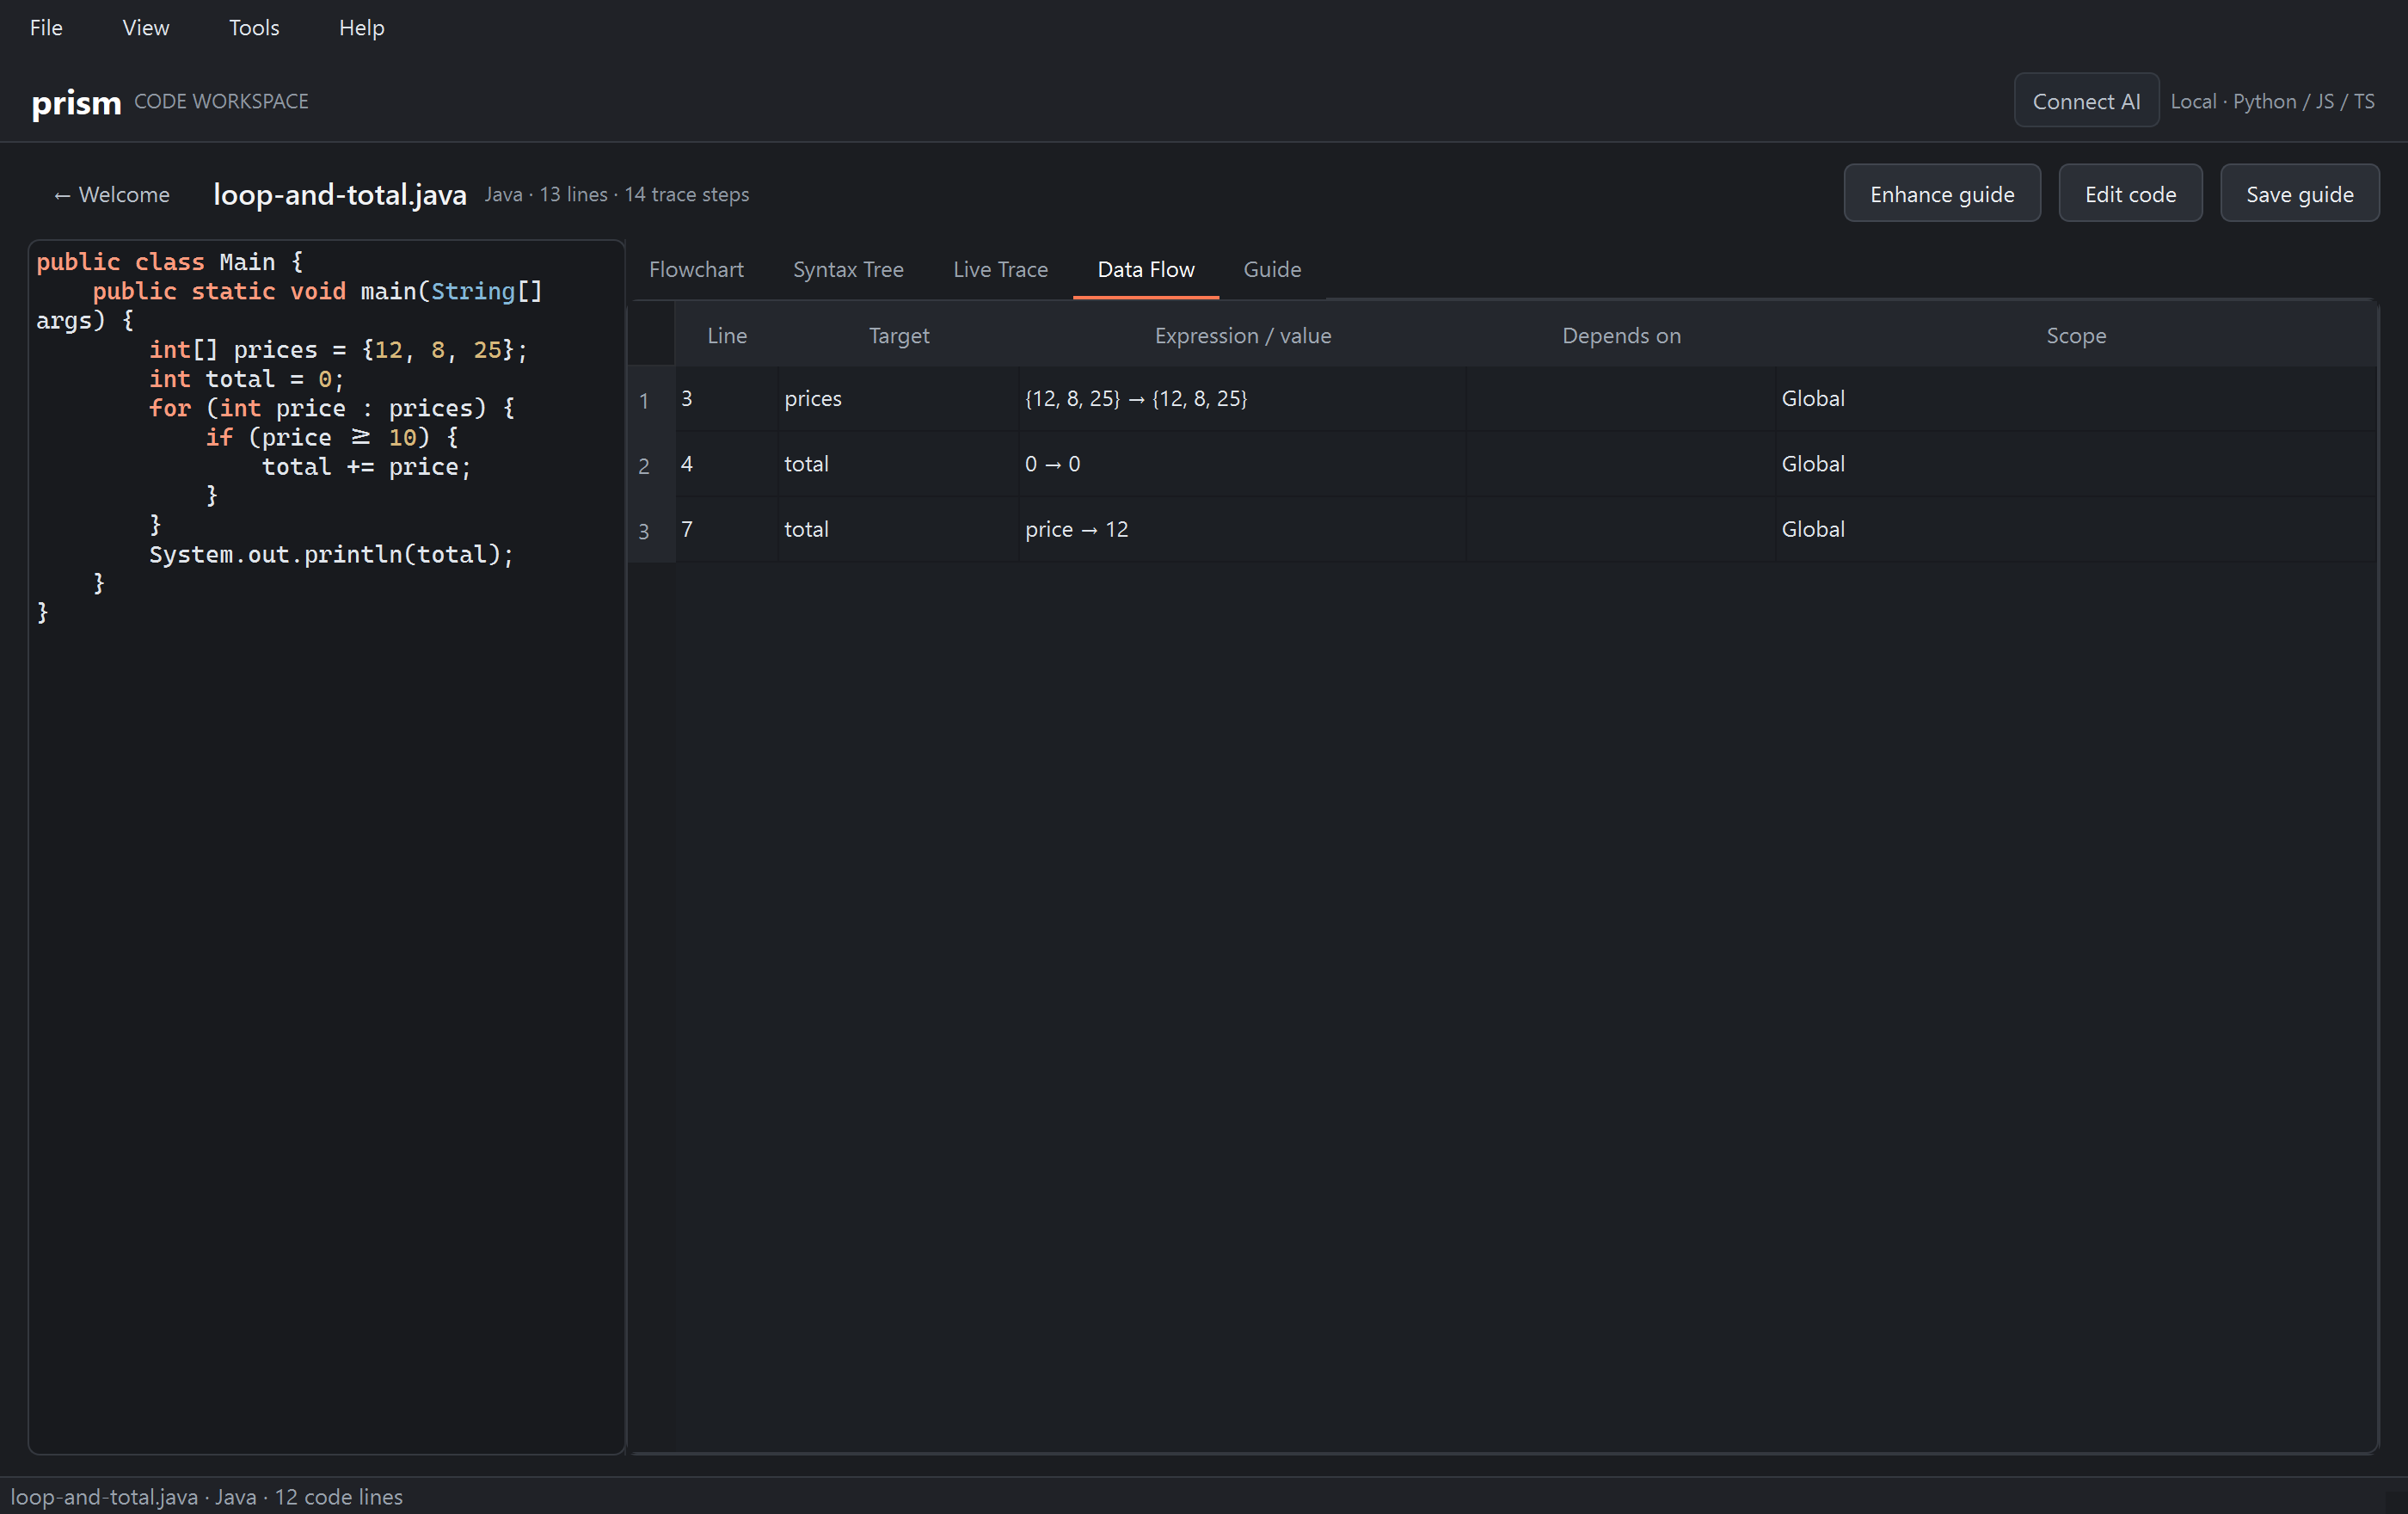 File View Tools Help
prism CODE WORKSPACE
Connect AI Local · Python / JS / TS
← Welcome loop-and-total.java Java · 13 lines · 14 trace steps
Enhance guide Edit code Save guide
public class Main {
    public static void main(String[]
args) {
        int[] prices = {12, 8, 25};
        int total = 0;
        for (int price : prices) {
            if (price ≥ 10) {
                total += price;
            }
        }
        System.out.println(total);
    }
}
Flowchart Syntax Tree Live Trace Data Flow Guide
Line Target Expression / value Depends on Scope
1 3 prices {12, 8, 25} → {12, 8, 25} Global
2 4 total 0 → 0 Global
3 7 total price → 12 Global
loop-and-total.java · Java · 12 code lines